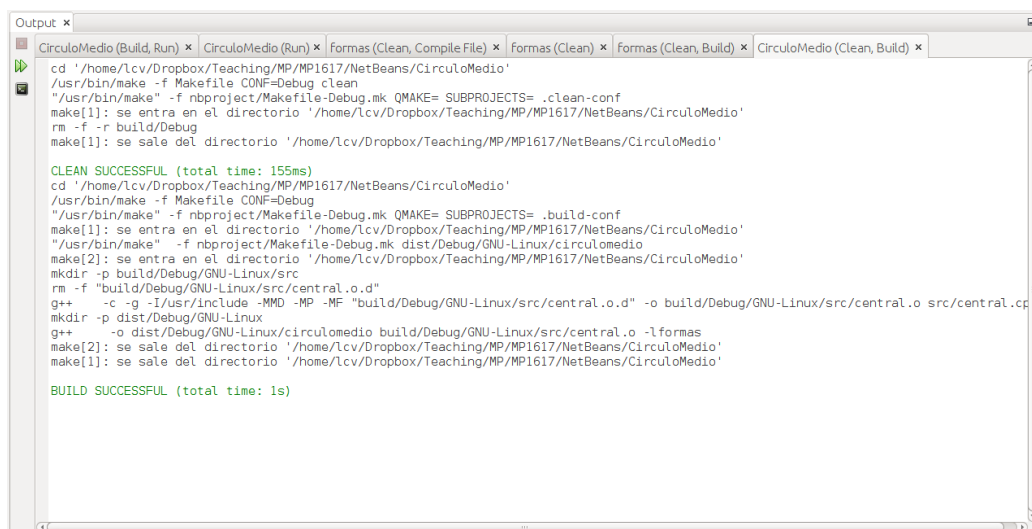 Output ×
CirculoMedio (Build, Run) × CirculoMedio (Run) × formas (Clean, Compile File) × formas (Clean) × formas (Clean, Build) × CirculoMedio (Clean, Build) ×
cd '/home/lcv/Dropbox/Teaching/MP/MP1617/NetBeans/CirculoMedio'
/usr/bin/make -f Makefile CONF=Debug clean
"/usr/bin/make" -f nbproject/Makefile-Debug.mk QMAKE= SUBPROJECTS= .clean-conf
make[1]: se entra en el directorio '/home/lcv/Dropbox/Teaching/MP/MP1617/NetBeans/CirculoMedio'
rm -f -r build/Debug
make[1]: se sale del directorio '/home/lcv/Dropbox/Teaching/MP/MP1617/NetBeans/CirculoMedio'
CLEAN SUCCESSFUL (total time: 155ms)
cd '/home/lcv/Dropbox/Teaching/MP/MP1617/NetBeans/CirculoMedio'
/usr/bin/make -f Makefile CONF=Debug
"/usr/bin/make" -f nbproject/Makefile-Debug.mk QMAKE= SUBPROJECTS= .build-conf
make[1]: se entra en el directorio '/home/lcv/Dropbox/Teaching/MP/MP1617/NetBeans/CirculoMedio'
"/usr/bin/make"  -f nbproject/Makefile-Debug.mk dist/Debug/GNU-Linux/circulomedio
make[2]: se entra en el directorio '/home/lcv/Dropbox/Teaching/MP/MP1617/NetBeans/CirculoMedio'
mkdir -p build/Debug/GNU-Linux/src
rm -f "build/Debug/GNU-Linux/src/central.o.d"
g++    -c -g -I/usr/include -MMD -MP -MF "build/Debug/GNU-Linux/src/central.o.d" -o build/Debug/GNU-Linux/src/central.o src/central.cp
mkdir -p dist/Debug/GNU-Linux
g++     -o dist/Debug/GNU-Linux/circulomedio build/Debug/GNU-Linux/src/central.o -lformas
make[2]: se sale del directorio '/home/lcv/Dropbox/Teaching/MP/MP1617/NetBeans/CirculoMedio'
make[1]: se sale del directorio '/home/lcv/Dropbox/Teaching/MP/MP1617/NetBeans/CirculoMedio'
BUILD SUCCESSFUL (total time: 1s)